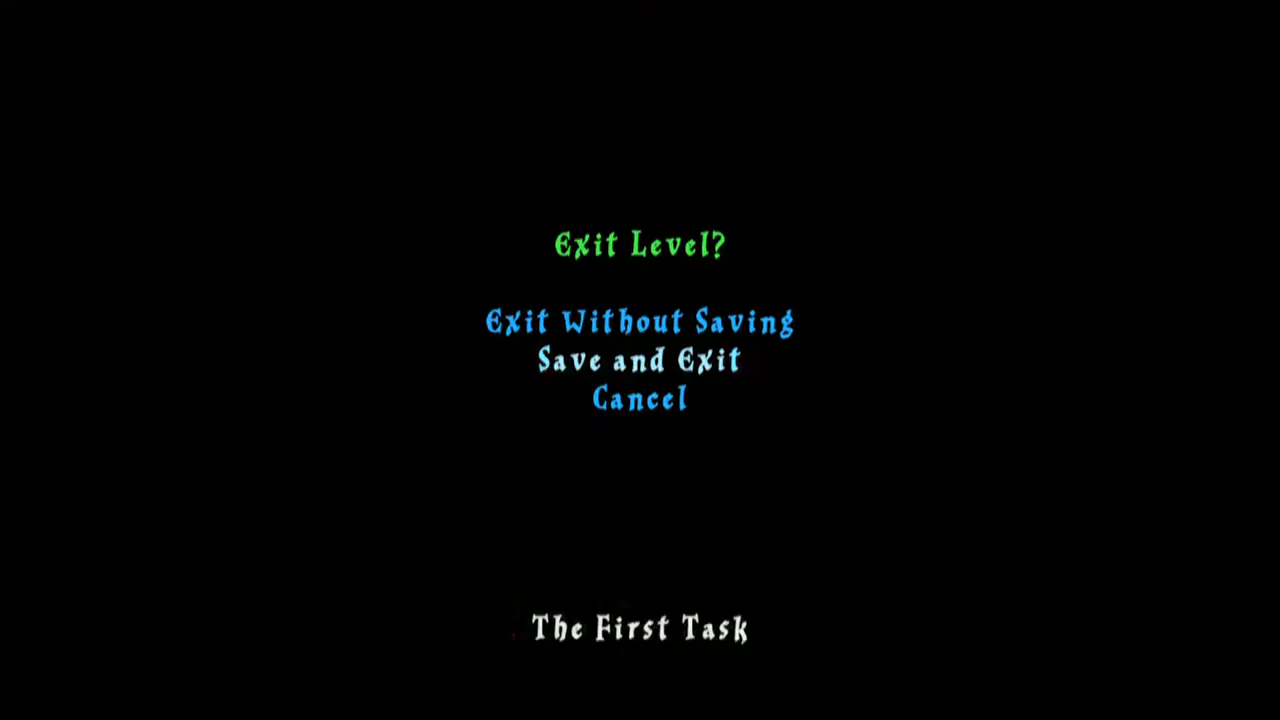 Exit Level?
Exit Without Saving
Save and Exit
Cancel
The First Task